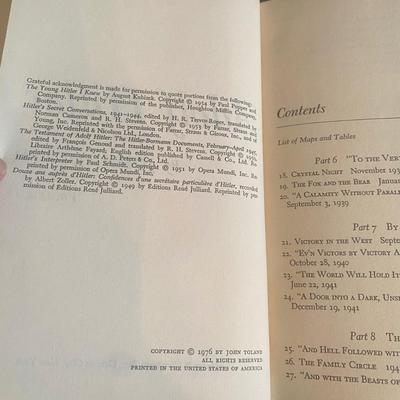 Grateful acknowledgment is made for permission to quote portions from the following:
The Young Hitler I Knew by August Kubizek. Copyright © 1954 by Paul Popper and
Company. Reprinted by permission of the publisher, Houghton Mifflin Company,
Boston.
Hitler's Secret Conversations, 1941-1944, edited by H. R. Trevor-Roper, translated by
Norman Cameron and R. H. Stevens. Copyright © 1953 by Farrar, Straus and
Young, Inc. Reprinted with permission of Farrar, Straus & Giroux, Inc., and of
George Weidenfeld & Nicolson Ltd., London.
The Testament of Adolf Hitler: The Hitler-Bormann Documents, February-April 1945,
by François Genoud and translated by R. H. Stevens. Copyright ©
Librairie Arthème Fayard; English edition published by Cassell & Co. Ltd. Re-
printed by permission of A. D. Peters & Co., Ltd.
Hitler's Interpreter by Paul Schmidt. Copyright © 1951 by Opera Mundi, Inc. Re-
printed by permission of Opera Mundi, Inc.
Douze ans auprès d'Hitler: Confidences d'une secrétaire particulière d'Hitler, recorded
by Albert Zoller. Copyright © 1949 by Editions René Julliard. Reprinted by per-
mission of Editions René Julliard.
COPYRIGHT © 1976 BY JOHN TOLAND
ALL RIGHTS RESERVED
PRINTED IN THE UNITED STATES OF AMERICA
Contents
List of Maps and Tables
Part 6 "TO THE VER
18. CRYSTAL NIGHT November 193
19. THE FOX AND THE BEAR Janua
20. "A CALAMITY WITHOUT PARALE
September 3, 1939
Part 7 BY
21. VICTORY IN THE WEST Septemb
22. "EV'N VICTORS BY VICTORY A
October 28, 1940
23. "THE WORLD WILL HOLD IT
June 22, 1941
24. "A DOOR INTO A DARK, UNSE
December 19, 1941
Part 8 TH
25. "AND HELL FOLLOWED WITH
26. THE FAMILY CIRCLE 194
27. "AND WITH THE BEASTS OF